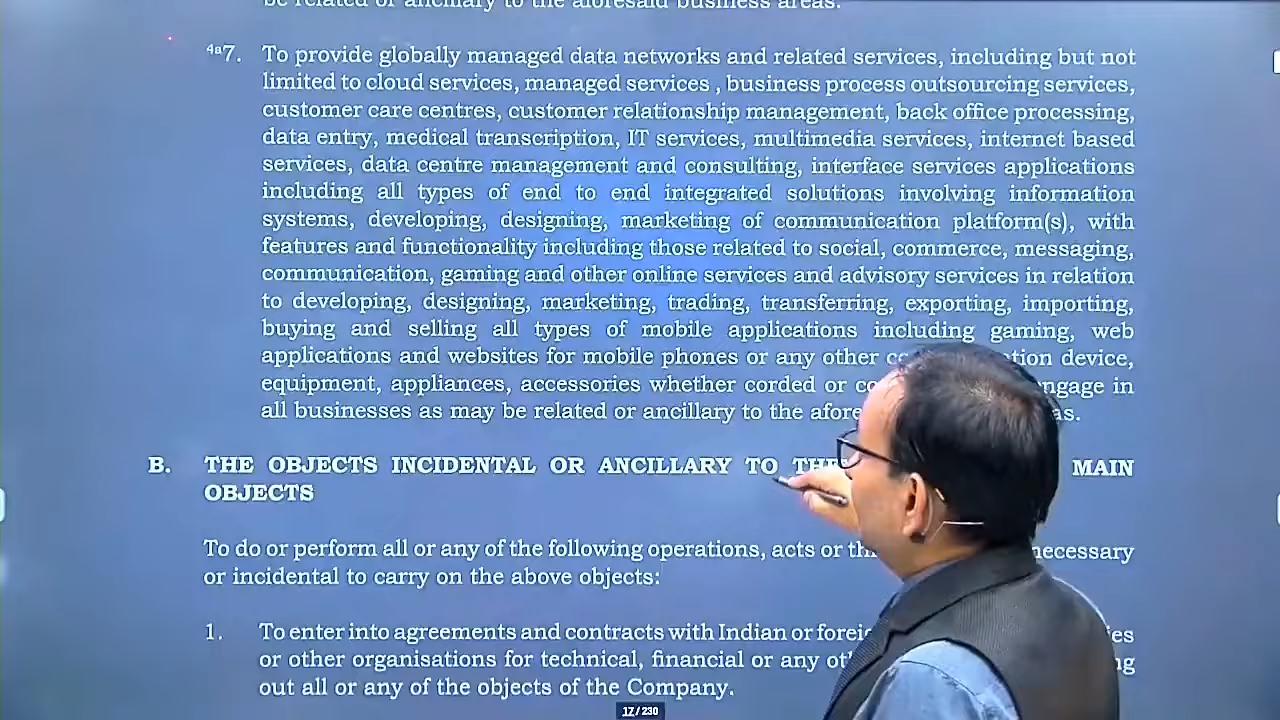 be related or ancillary to the aforesaid business areas.
4a7. To provide globally managed data networks and related services, including but not
limited to cloud services, managed services , business process outsourcing services,
customer care centres, customer relationship management, back office processing,
data entry, medical transcription, IT services, multimedia services, internet based
services, data centre management and consulting, interface services applications
including all types of end to end integrated solutions involving information
systems, developing, designing, marketing of communication platform(s), with
features and functionality including those related to social, commerce, messaging,
communication, gaming and other online services and advisory services in relation
to developing, designing, marketing, trading, transferring, exporting, importing,
buying and selling all types of mobile applications including gaming, web
applications and websites for mobile phones or any other device,
equipment, appliances, accessories whether corded or in
all businesses as may be related or ancillary to the
B. THE OBJECTS INCIDENTAL OR ANCILLARY TO MAIN
OBJECTS
To do or perform all or any of the following operations, acts or necessary
or incidental to carry on the above objects:
1. To enter into agreements and contracts with Indian or
or other organisations for technical, financial or any
out all or any of the objects of the Company.
17/230